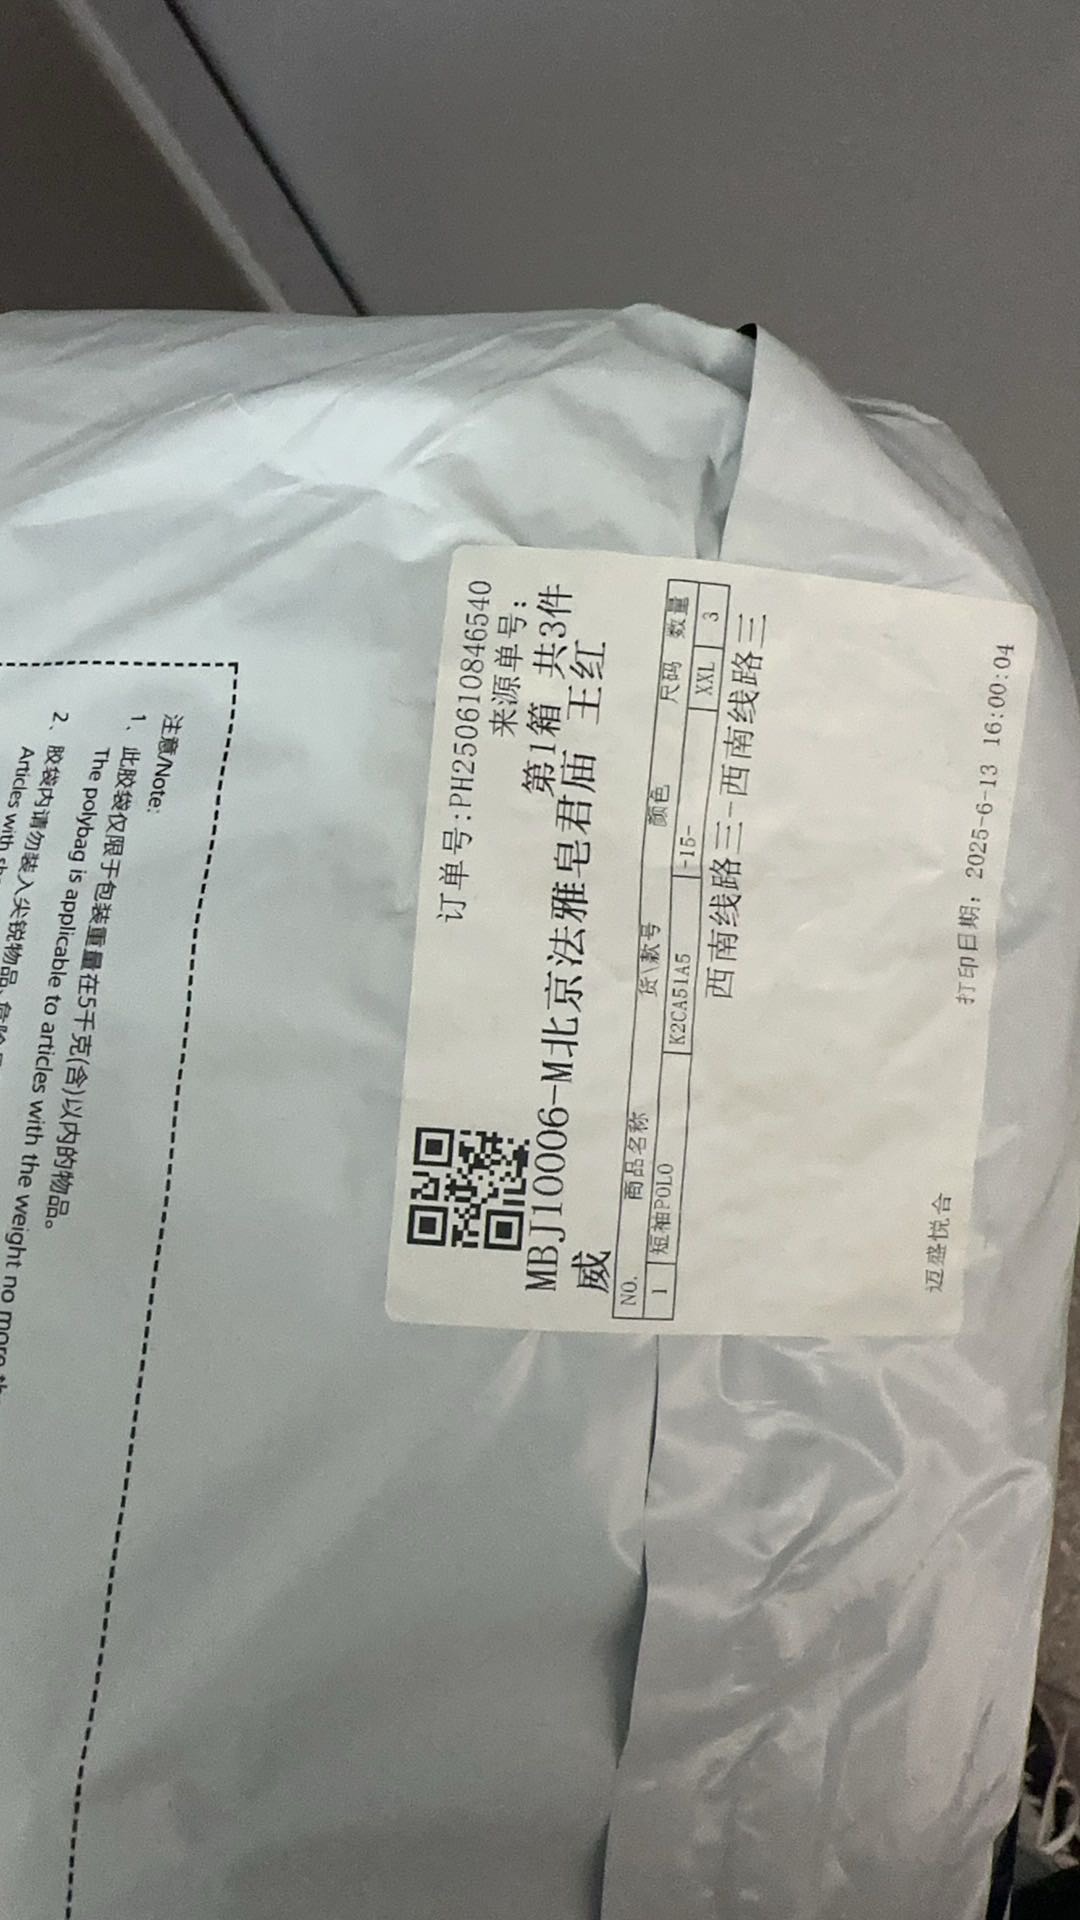 订单号:PH250610846540
来源单号:
第1箱 共3件
MBJ10006-M北京法雅皂君庙 王红
威
NO. 商品名称 货\款号 颜色 尺码 数量
1 短袖POLO K2CA51A5 -15- XXL 3
西南线路三-西南线路三
迈盛悦合 打印日期: 2025-6-13 16:00:04
注意/Note:
1、此胶袋仅限于包装重量在5千克(含)以内的物品。
The polybag is applicable to articles with the weight no more
2、胶袋内请勿装入尖锐物品、
Articles with